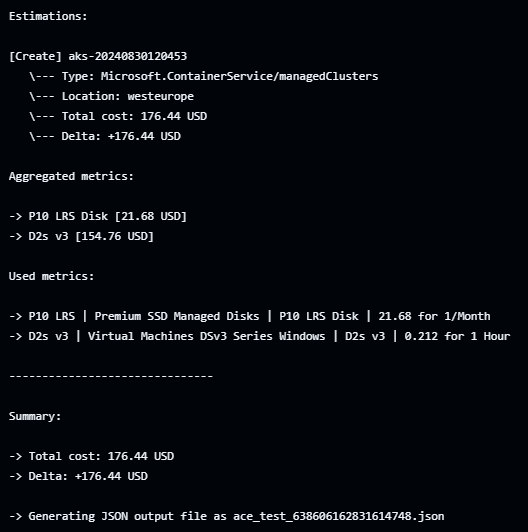 Estimations:
[Create] aks-20240830120453
\--- Type: Microsoft.ContainerService/managedClusters
\--- Location: westeurope
\--- Total cost: 176.44 USD
\--- Delta: +176.44 USD
Aggregated metrics:
-> P10 LRS Disk [21.68 USD]
-> D2s v3 [154.76 USD]
Used metrics:
-> P10 LRS | Premium SSD Managed Disks | P10 LRS Disk | 21.68 for 1/Month
-> D2s v3 | Virtual Machines DSv3 Series Windows | D2s v3 | 0.212 for 1 Hour
-------------------------------
Summary:
-> Total cost: 176.44 USD
-> Delta: +176.44 USD
-> Generating JSON output file as ace_test_638606162831614748.json